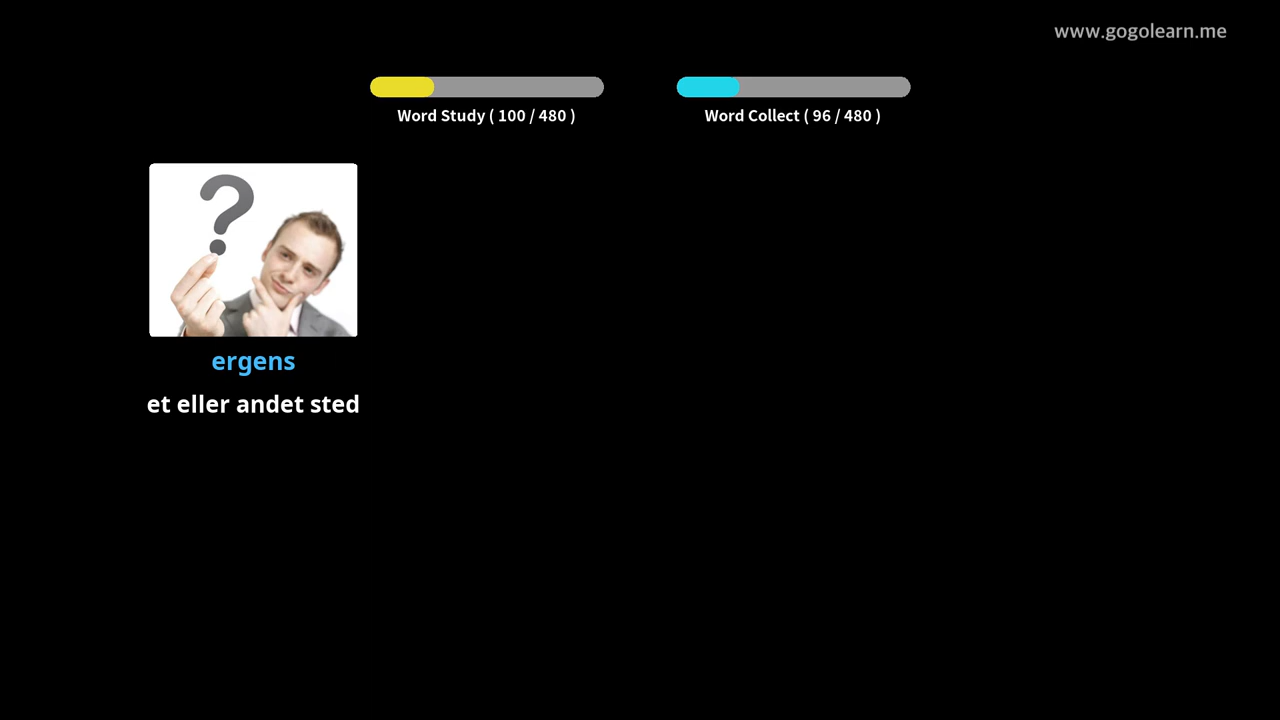 www.gogolearn.me
Word Study ( 100 / 480 )
Word Collect ( 96 / 480 )
?
ergens
et eller andet sted